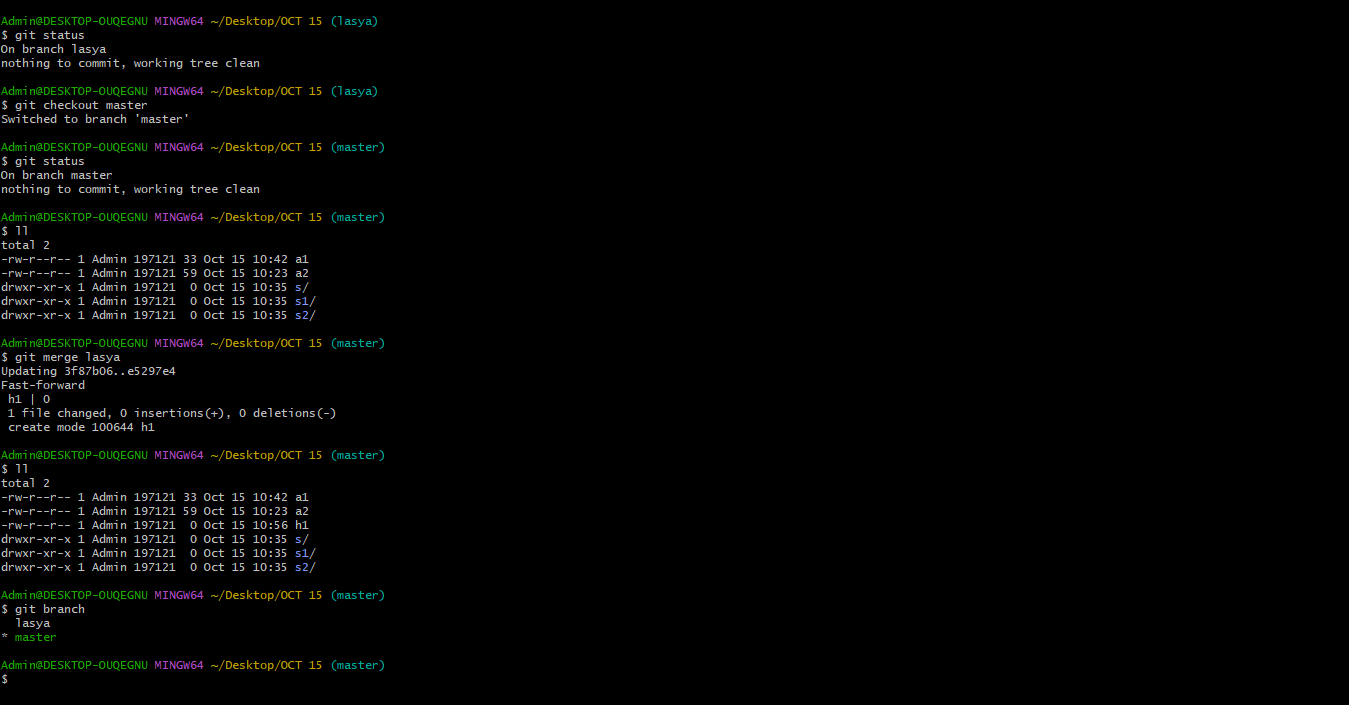 Admin@DESKTOP-OUQEGNU MINGW64 ~/Desktop/OCT 15 (lasya)
$ git status
On branch lasya
nothing to commit, working tree clean
Admin@DESKTOP-OUQEGNU MINGW64 ~/Desktop/OCT 15 (lasya)
$ git checkout master
Switched to branch 'master'
Admin@DESKTOP-OUQEGNU MINGW64 ~/Desktop/OCT 15 (master)
$ git status
On branch master
nothing to commit, working tree clean
Admin@DESKTOP-OUQEGNU MINGW64 ~/Desktop/OCT 15 (master)
$ ll
total 2
-rw-r--r-- 1 Admin 197121 33 Oct 15 10:42 a1
-rw-r--r-- 1 Admin 197121 59 Oct 15 10:23 a2
drwxr-xr-x 1 Admin 197121  0 Oct 15 10:35 s/
drwxr-xr-x 1 Admin 197121  0 Oct 15 10:35 s1/
drwxr-xr-x 1 Admin 197121  0 Oct 15 10:35 s2/
Admin@DESKTOP-OUQEGNU MINGW64 ~/Desktop/OCT 15 (master)
$ git merge lasya
Updating 3f87b06..e5297e4
Fast-forward
 h1 | 0
 1 file changed, 0 insertions(+), 0 deletions(-)
 create mode 100644 h1
Admin@DESKTOP-OUQEGNU MINGW64 ~/Desktop/OCT 15 (master)
$ ll
total 2
-rw-r--r-- 1 Admin 197121 33 Oct 15 10:42 a1
-rw-r--r-- 1 Admin 197121 59 Oct 15 10:23 a2
-rw-r--r-- 1 Admin 197121  0 Oct 15 10:56 h1
drwxr-xr-x 1 Admin 197121  0 Oct 15 10:35 s/
drwxr-xr-x 1 Admin 197121  0 Oct 15 10:35 s1/
drwxr-xr-x 1 Admin 197121  0 Oct 15 10:35 s2/
Admin@DESKTOP-OUQEGNU MINGW64 ~/Desktop/OCT 15 (master)
$ git branch
  lasya
* master
Admin@DESKTOP-OUQEGNU MINGW64 ~/Desktop/OCT 15 (master)
$